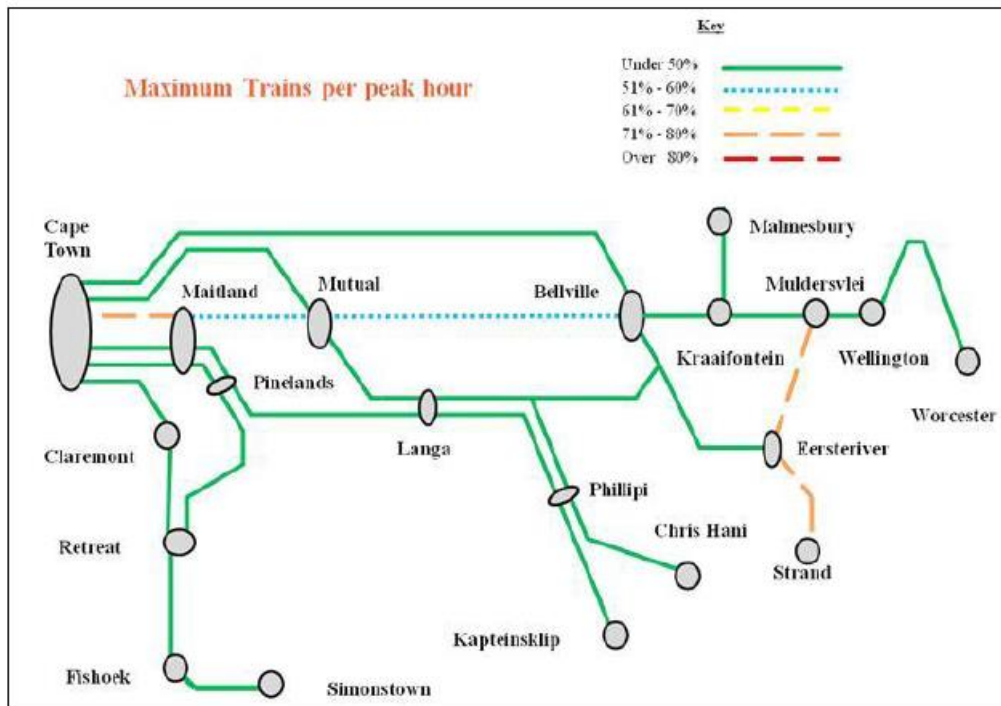 Key
Maximum Trains per peak hour
Under 50%
51% - 60%
61% - 70%
71% - 80%
Over 80%
Cape
Town
Malmesbury
Maitland
Mutual
Bellville
Muldersvlei
Pinelands
Kraaifontein
Wellington
Worcester
Claremont
Langa
Eersteriver
Phillipi
Chris Hani
Retreat
Strand
Kapteinsklip
Fishoek
Simonstown